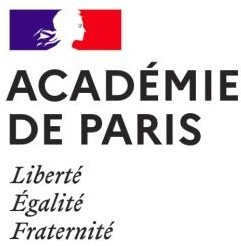 ACADÉMIE
DE PARIS
Liberté
Égalité
Fraternité